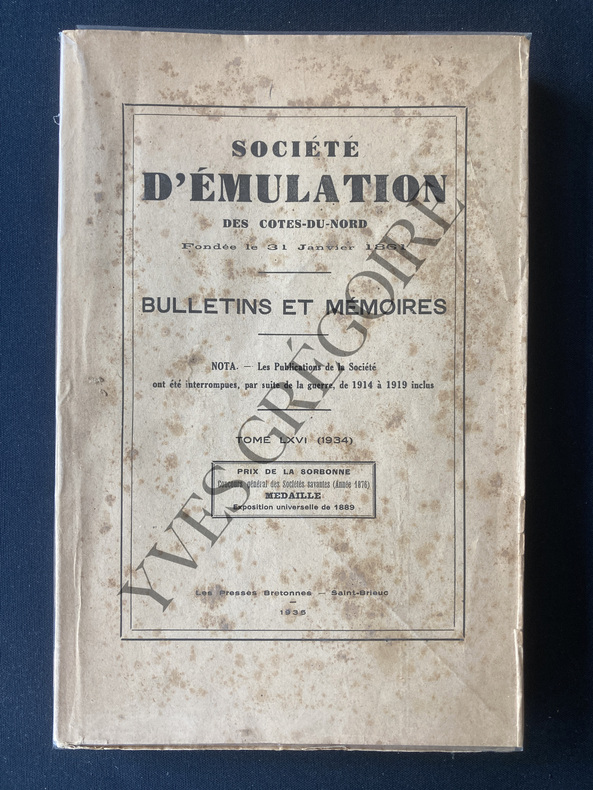 SOCIÉTÉ
D'ÉMULATION
DES COTES-DU-NORD
Fondée le 31 Janvier 1861
BULLETINS ET MÉMOIRES
NOTA. — Les Publications de la Société
ont été interrompues, par suite de la guerre, de 1914 à 1919 inclus
TOME LXVI (1934)
PRIX DE LA SORBONNE
Concours général des Sociétés savantes (Année 1876)
MEDAILLE
Exposition universelle de 1889
Les Presses Bretonnes — Saint-Brieuc
1935
YVES GRÉGOIRE